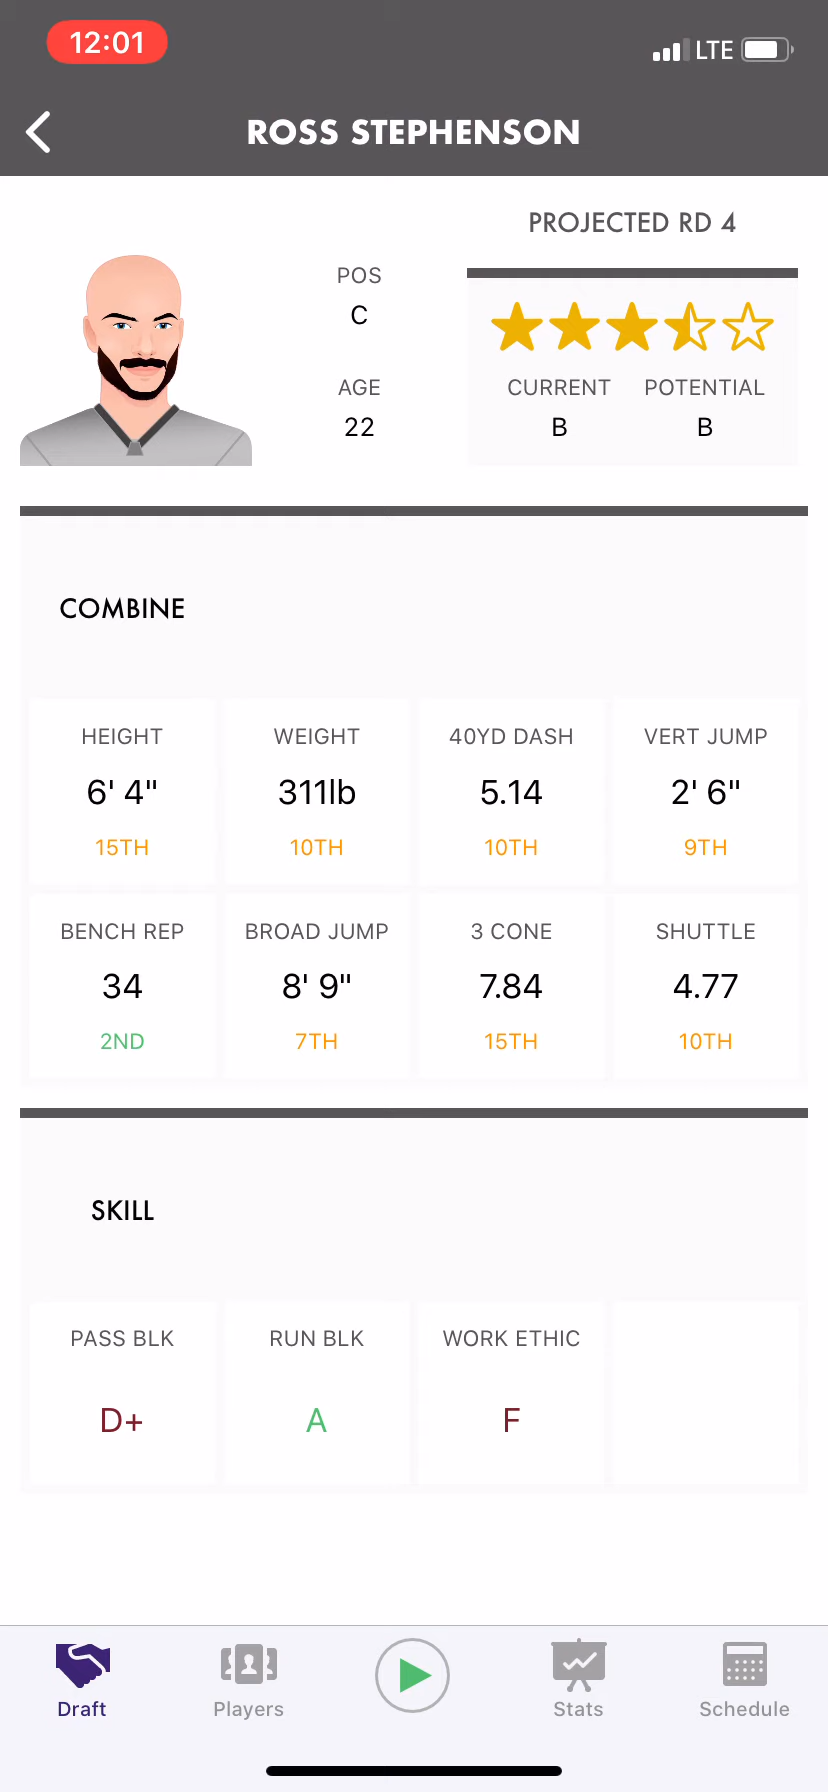 12:01
LTE
ROSS STEPHENSON
PROJECTED RD 4
POS
C
AGE
22
CURRENT POTENTIAL
B B
COMBINE
HEIGHT WEIGHT 40YD DASH VERT JUMP
6' 4" 311lb 5.14 2' 6"
15TH 10TH 10TH 9TH
BENCH REP BROAD JUMP 3 CONE SHUTTLE
34 8' 9" 7.84 4.77
2ND 7TH 15TH 10TH
SKILL
PASS BLK RUN BLK WORK ETHIC
D+ A F
Draft Players Stats Schedule